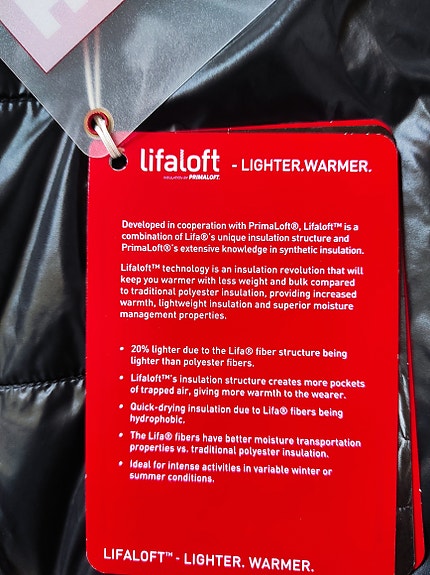 lifaloft - LIGHTER.WARMER.
INSULATION BY PRIMALOFT.
Developed in cooperation with PrimaLoft®, Lifaloft™ is a
combination of Lifa®'s unique insulation structure and
PrimaLoft®'s extensive knowledge in synthetic insulation.
Lifaloft™ technology is an insulation revolution that will
keep you warmer with less weight and bulk compared
to traditional polyester insulation, providing increased
warmth, lightweight insulation and superior moisture
management properties.
• 20% lighter due to the Lifa® fiber structure being
lighter than polyester fibers.
• Lifaloft™'s insulation structure creates more pockets
of trapped air, giving more warmth to the wearer.
• Quick-drying insulation due to Lifa® fibers being
hydrophobic.
• The Lifa® fibers have better moisture transportation
properties vs. traditional polyester insulation.
• Ideal for intense activities in variable winter or
summer conditions.
LIFALOFT™ - LIGHTER. WARMER.